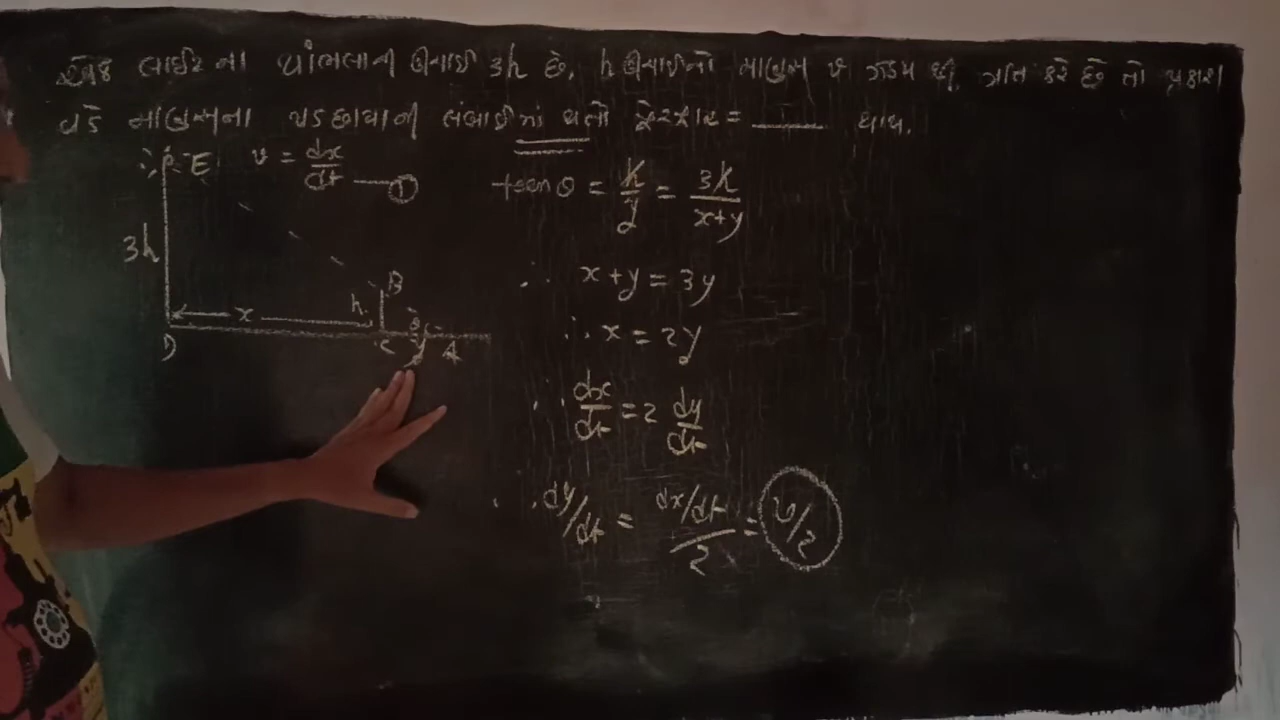 સ્ટ્રીટ લાઈટ ના થાંભલાની ઊંચાઈ 3h છે, h ઊંચાઈનો માણસ v ઝડપ થી ગતિ કરે છે તો પ્રકાશ
વડે માણસના પડછાયાની લંબાઈમાં થતો ફેરફાર = ______ થાય.
∴ E v = dx/dt —①
3h
x
h
B
D
C
y
A
tan θ = h/y = 3h/(x+y)
∴ x + y = 3y
∴ x = 2y
∴ dx/dt = 2 dy/dt
∴ dy/dt = (dx/dt)/2 = v/2